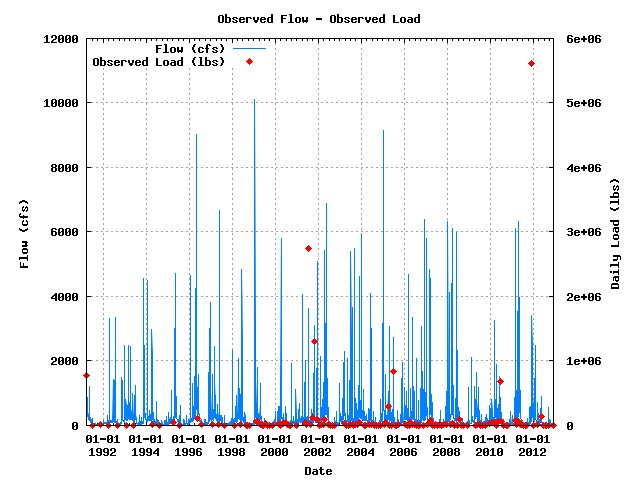 Observed Flow - Observed Load
Flow (cfs)
Observed Load (lbs)
12000
10000
8000
6000
4000
2000
0
6e+06
5e+06
4e+06
3e+06
2e+06
1e+06
0
Flow (cfs)
Daily Load (lbs)
01-01 01-01 01-01 01-01 01-01 01-01 01-01 01-01 01-01 01-01 01-01
1992 1994 1996 1998 2000 2002 2004 2006 2008 2010 2012
Date